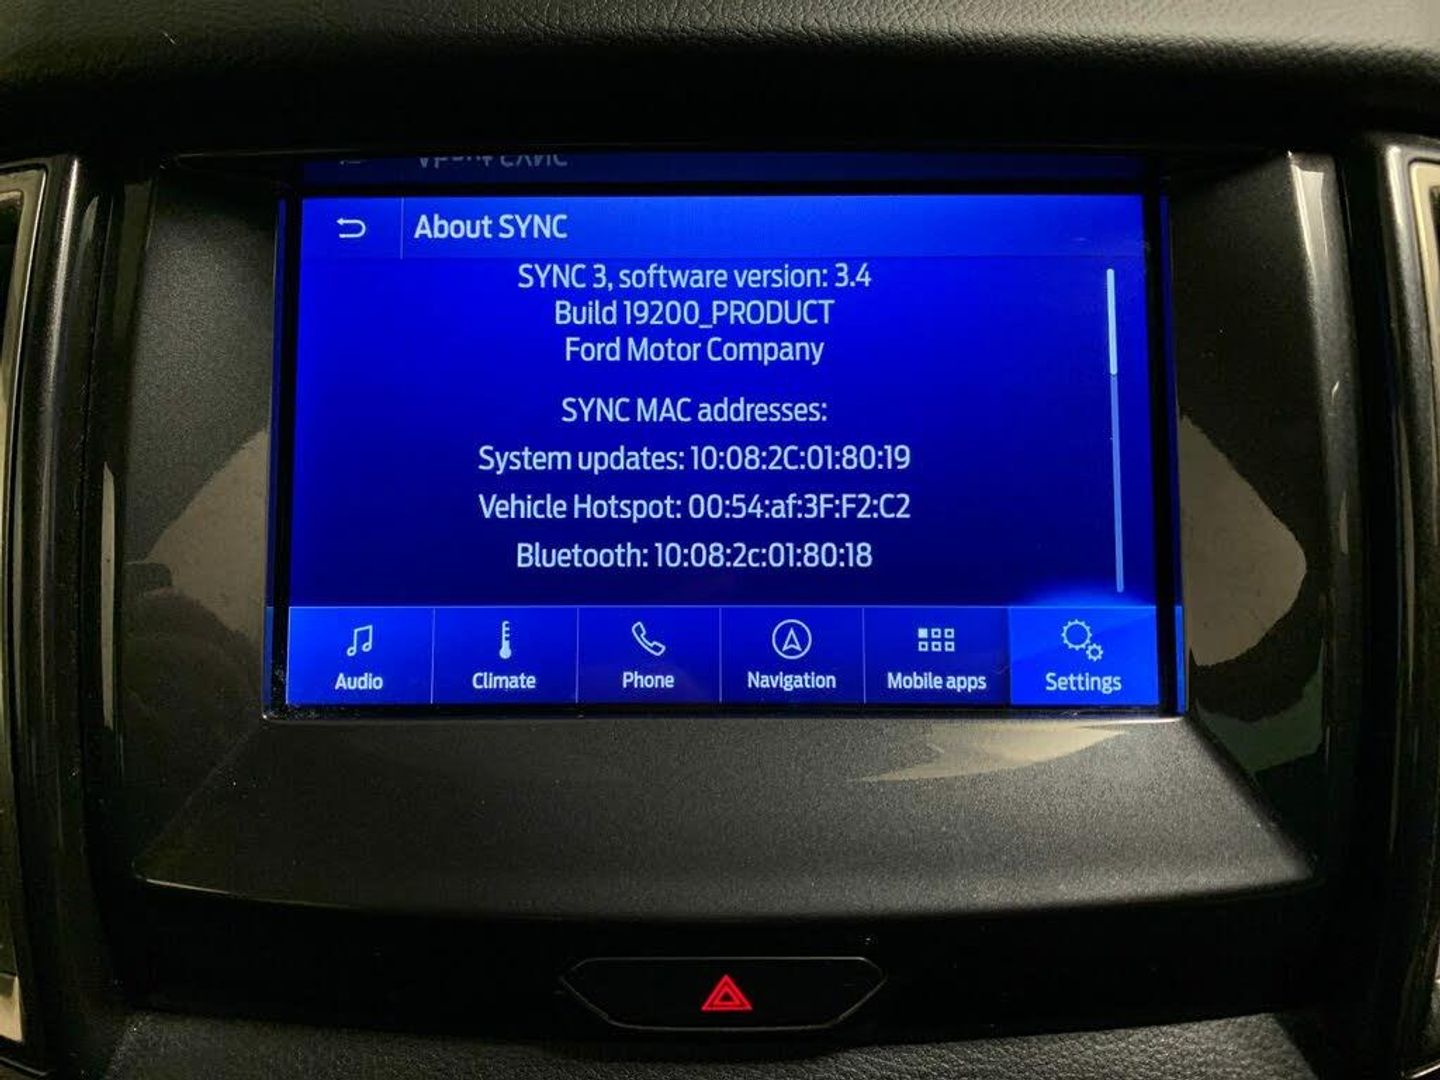 About SYNC
SYNC 3, software version: 3.4
Build 19200_PRODUCT
Ford Motor Company
SYNC MAC addresses:
System updates: 10:08:2C:01:80:19
Vehicle Hotspot: 00:54:af:3F:F2:C2
Bluetooth: 10:08:2c:01:80:18
Audio
Climate
Phone
Navigation
Mobile apps
Settings